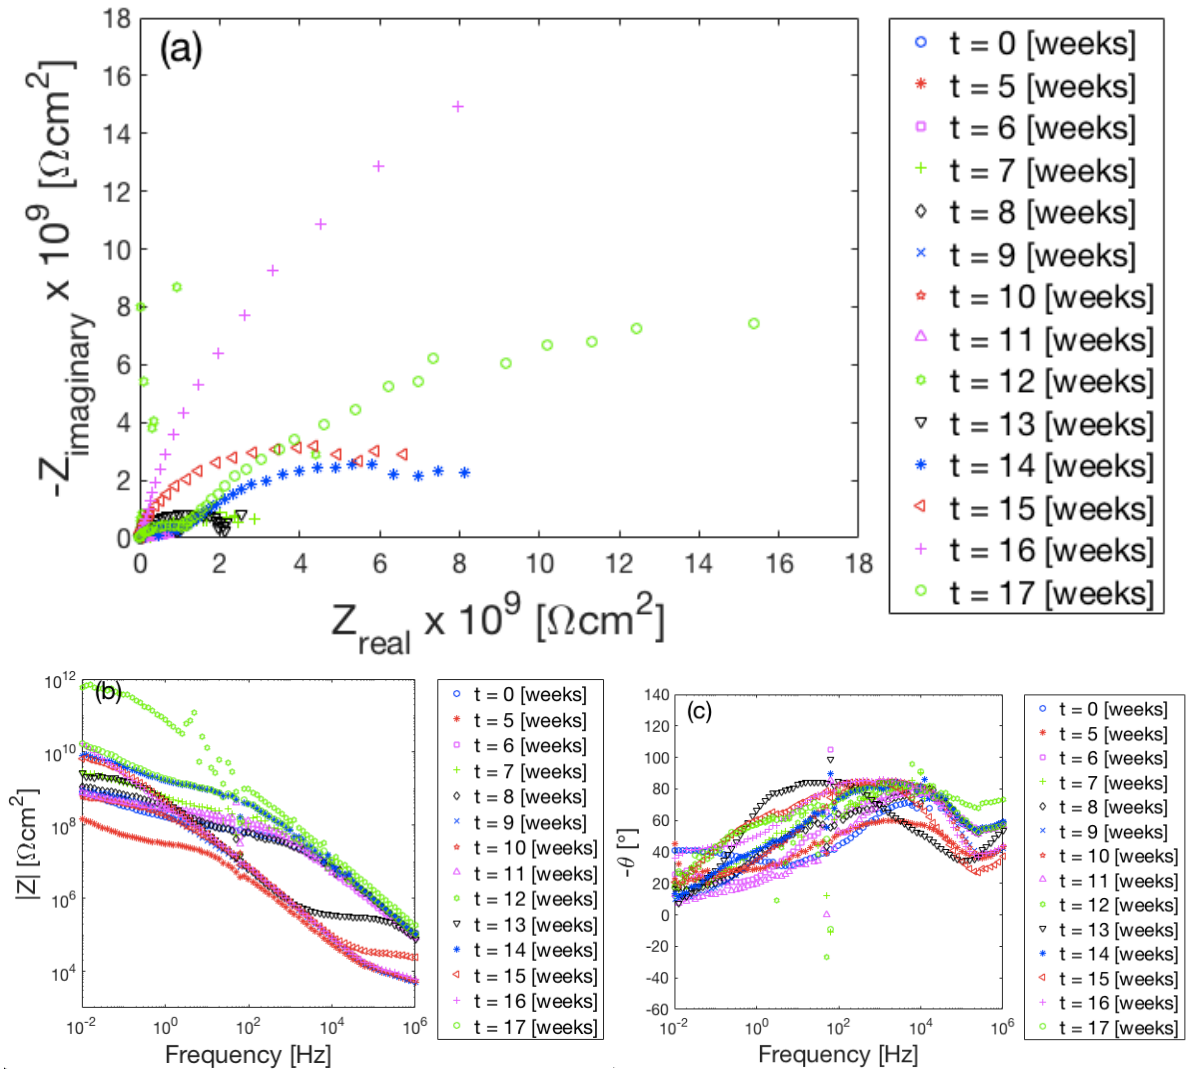 (a)
18
16
14
12
10
8
6
4
2
0
-Z_imaginary x 10^9 [Ωcm^2]
0 2 4 6 8 10 12 14 16 18
Z_real x 10^9 [Ωcm^2]
t = 0 [weeks]
t = 5 [weeks]
t = 6 [weeks]
t = 7 [weeks]
t = 8 [weeks]
t = 9 [weeks]
t = 10 [weeks]
t = 11 [weeks]
t = 12 [weeks]
t = 13 [weeks]
t = 14 [weeks]
t = 15 [weeks]
t = 16 [weeks]
t = 17 [weeks]
(b)
10^12
10^10
10^8
10^6
10^4
|Z| [Ωcm^2]
10^-2 10^0 10^2 10^4 10^6
Frequency [Hz]
t = 0 [weeks]
t = 5 [weeks]
t = 6 [weeks]
t = 7 [weeks]
t = 8 [weeks]
t = 9 [weeks]
t = 10 [weeks]
t = 11 [weeks]
t = 12 [weeks]
t = 13 [weeks]
t = 14 [weeks]
t = 15 [weeks]
t = 16 [weeks]
t = 17 [weeks]
(c)
140
120
100
80
60
40
20
0
-20
-40
-60
-θ [°]
10^-2 10^0 10^2 10^4 10^6
Frequency [Hz]
t = 0 [weeks]
t = 5 [weeks]
t = 6 [weeks]
t = 7 [weeks]
t = 8 [weeks]
t = 9 [weeks]
t = 10 [weeks]
t = 11 [weeks]
t = 12 [weeks]
t = 13 [weeks]
t = 14 [weeks]
t = 15 [weeks]
t = 16 [weeks]
t = 17 [weeks]